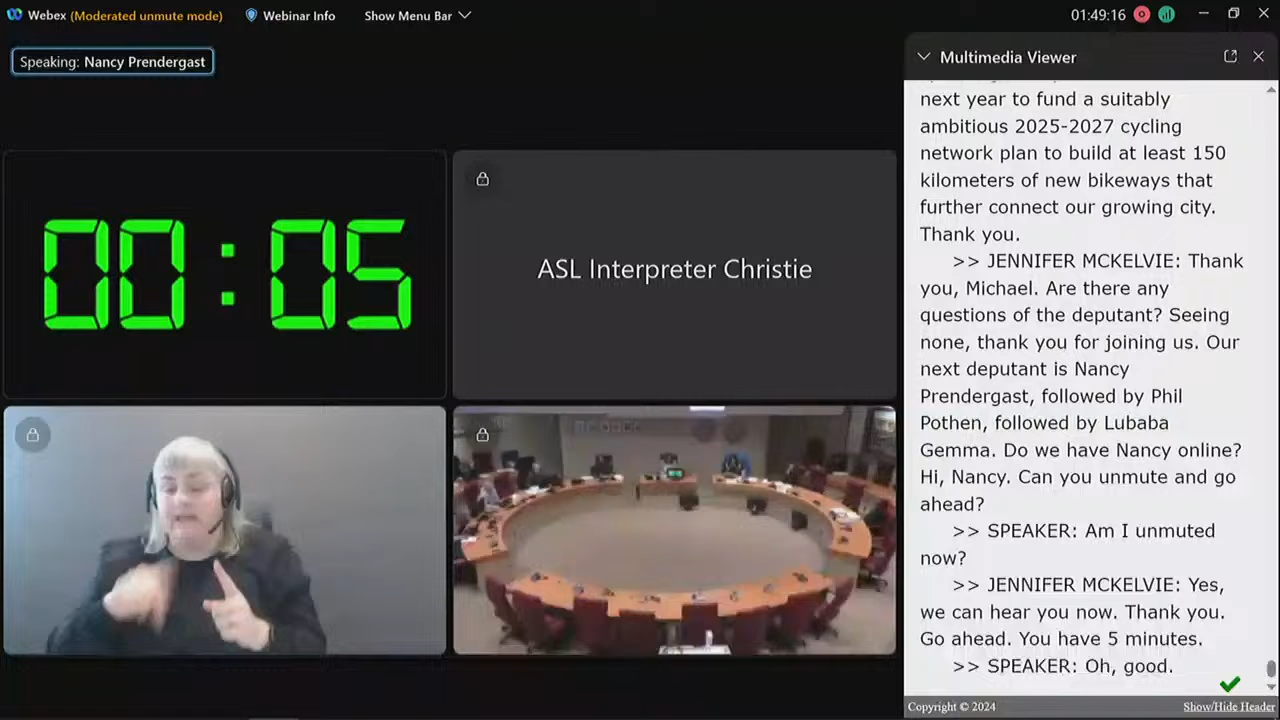 Webex (Moderated unmute mode) Webinar Info Show Menu Bar 01:49:16
Speaking: Nancy Prendergast
00:05
ASL Interpreter Christie
Multimedia Viewer
next year to fund a suitably
ambitious 2025-2027 cycling
network plan to build at least 150
kilometers of new bikeways that
further connect our growing city.
Thank you.
>> JENNIFER MCKELVIE: Thank
you, Michael. Are there any
questions of the deputant? Seeing
none, thank you for joining us. Our
next deputant is Nancy
Prendergast, followed by Phil
Pothen, followed by Lubaba
Gemma. Do we have Nancy online?
Hi, Nancy. Can you unmute and go
ahead?
>> SPEAKER: Am I unmuted
now?
>> JENNIFER MCKELVIE: Yes,
we can hear you now. Thank you.
Go ahead. You have 5 minutes.
>> SPEAKER: Oh, good.
Copyright © 2024 Show/Hide Header